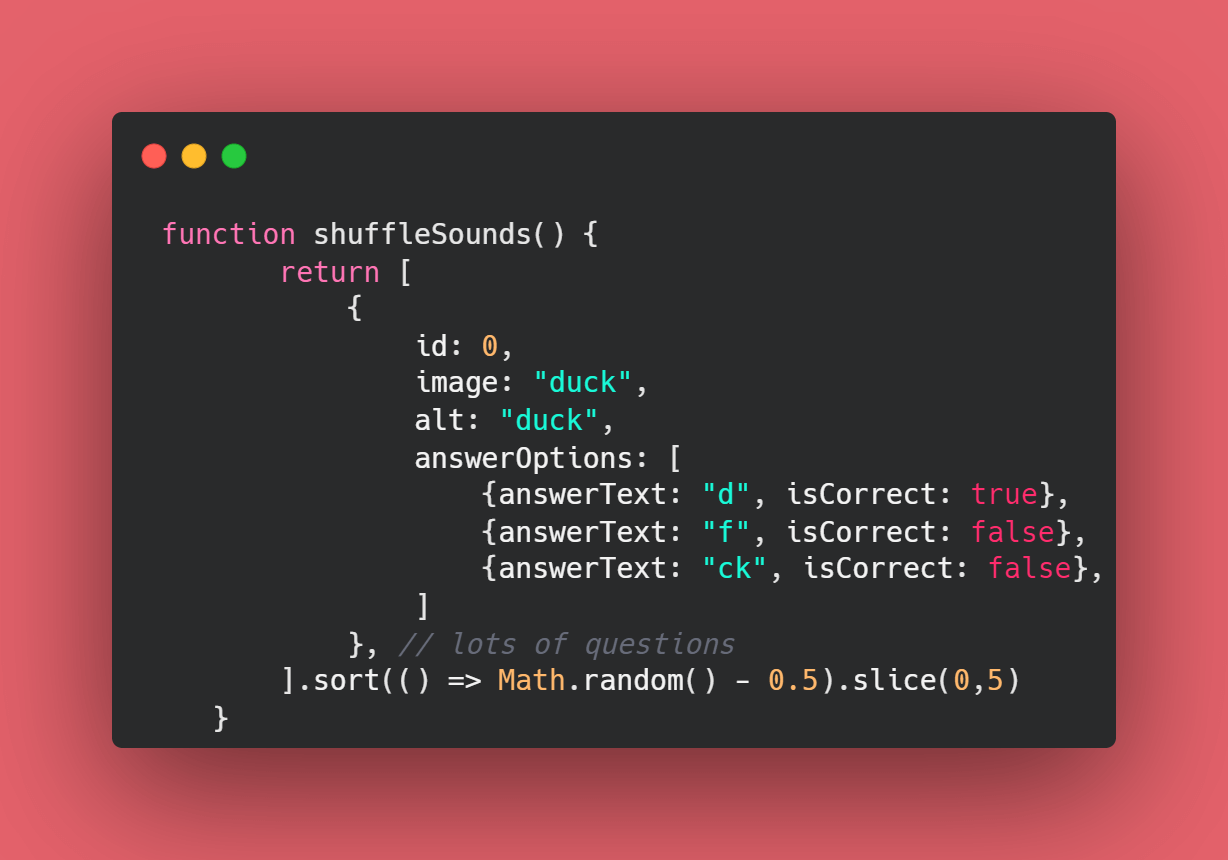 function shuffleSounds() {
return [
{
id: 0,
image: "duck",
alt: "duck",
answerOptions: [
{answerText: "d", isCorrect: true},
{answerText: "f", isCorrect: false},
{answerText: "ck", isCorrect: false},
]
}, // lots of questions
].sort(() => Math.random() - 0.5).slice(0,5)
}